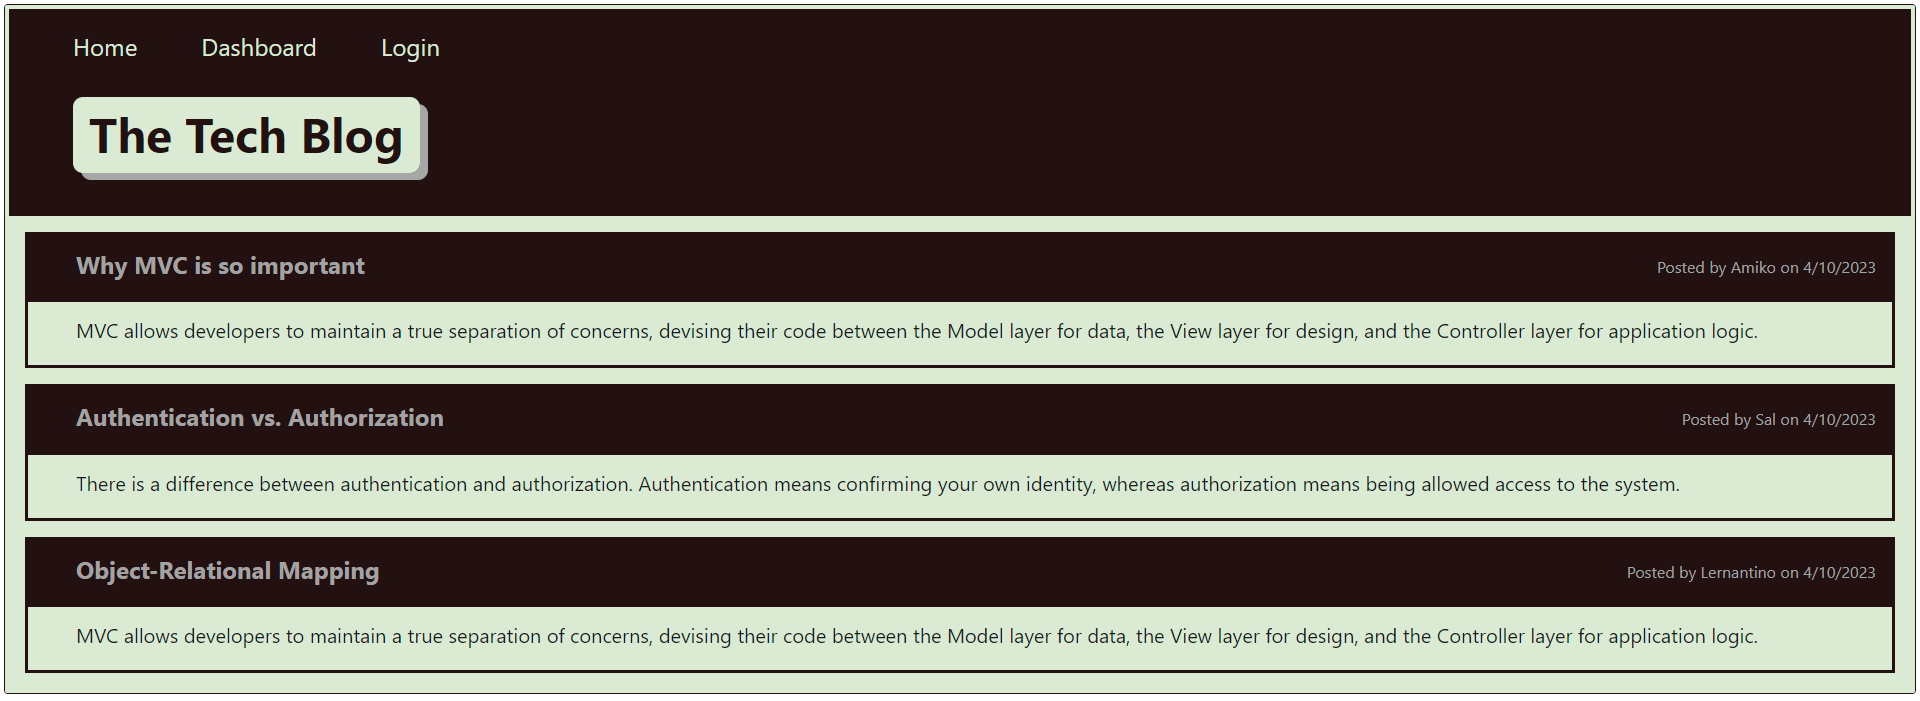 Home Dashboard Login
The Tech Blog
Why MVC is so important Posted by Amiko on 4/10/2023
MVC allows developers to maintain a true separation of concerns, devising their code between the Model layer for data, the View layer for design, and the Controller layer for application logic.
Authentication vs. Authorization Posted by Sal on 4/10/2023
There is a difference between authentication and authorization. Authentication means confirming your own identity, whereas authorization means being allowed access to the system.
Object-Relational Mapping Posted by Lernantino on 4/10/2023
MVC allows developers to maintain a true separation of concerns, devising their code between the Model layer for data, the View layer for design, and the Controller layer for application logic.